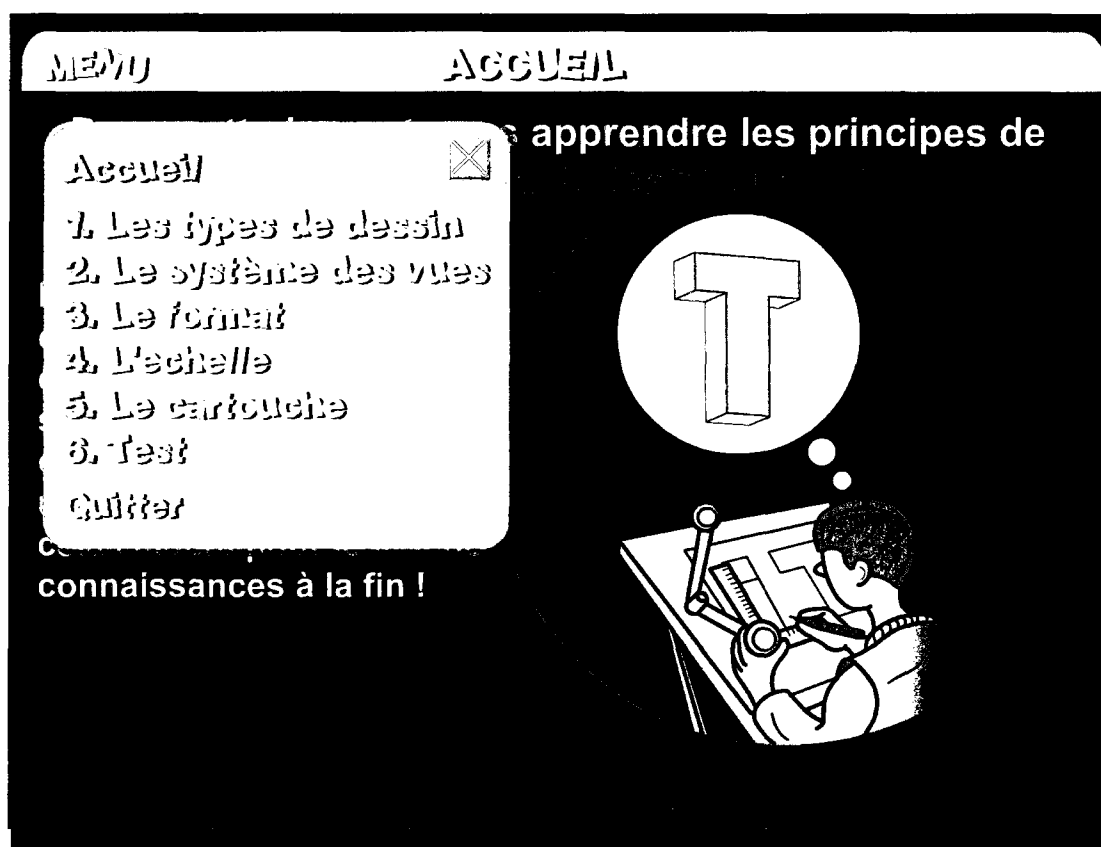 MENU ACCUEIL
apprendre les principes de
Accueil
1. Les types de dessin
2. Le système des vues
3. Le format
4. L'echelle
5. Le cartouche
6. Test
Quitter
connaissances à la fin !
T